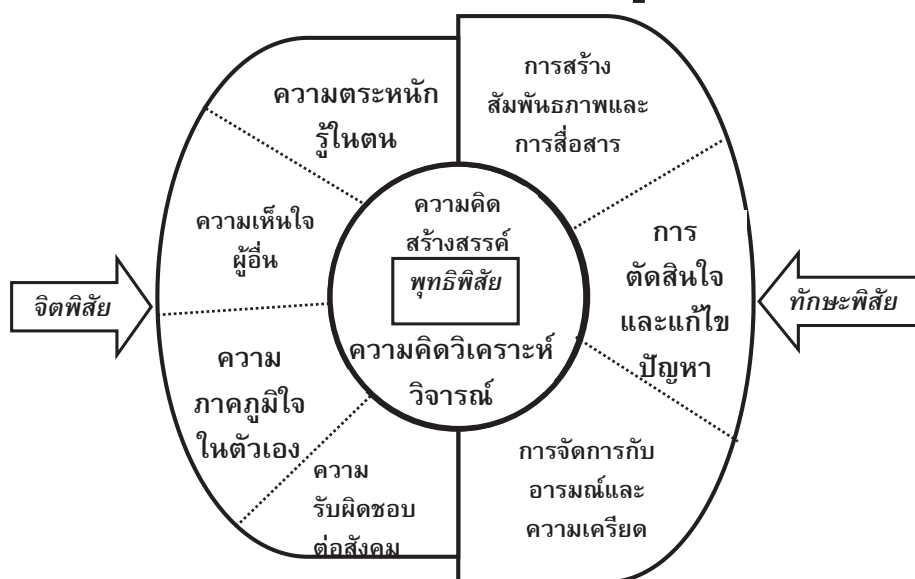 ความตระหนัก
รู้ในตน
การสร้าง
สัมพันธภาพและ
การสื่อสาร
ความเห็นใจ
ผู้อื่น
ความคิด
สร้างสรรค์
พุทธิพิสัย
ความคิดวิเคราะห์
วิจารณ์
การ
ตัดสินใจ
และแก้ไข
ปัญหา
จิตพิสัย
ทักษะพิสัย
ความ
ภาคภูมิใจ
ในตัวเอง
ความ
รับผิดชอบ
ต่อสังคม
การจัดการกับ
อารมณ์และ
ความเครียด